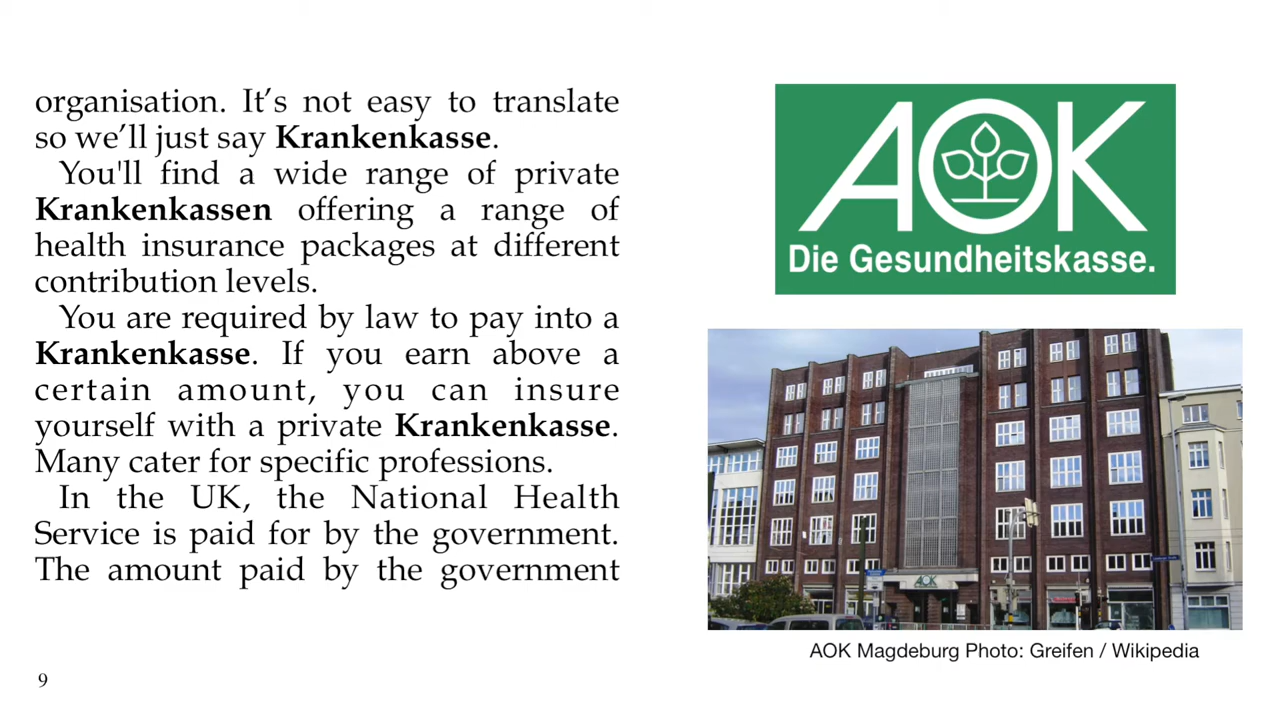 organisation. It’s not easy to translate
so we’ll just say Krankenkasse.
You'll find a wide range of private
Krankenkassen offering a range of
health insurance packages at different
contribution levels.
You are required by law to pay into a
Krankenkasse. If you earn above a
certain amount, you can insure
yourself with a private Krankenkasse.
Many cater for specific professions.
In the UK, the National Health
Service is paid for by the government.
The amount paid by the government
9
AOK
Die Gesundheitskasse.
AOK
AOK Magdeburg Photo: Greifen / Wikipedia